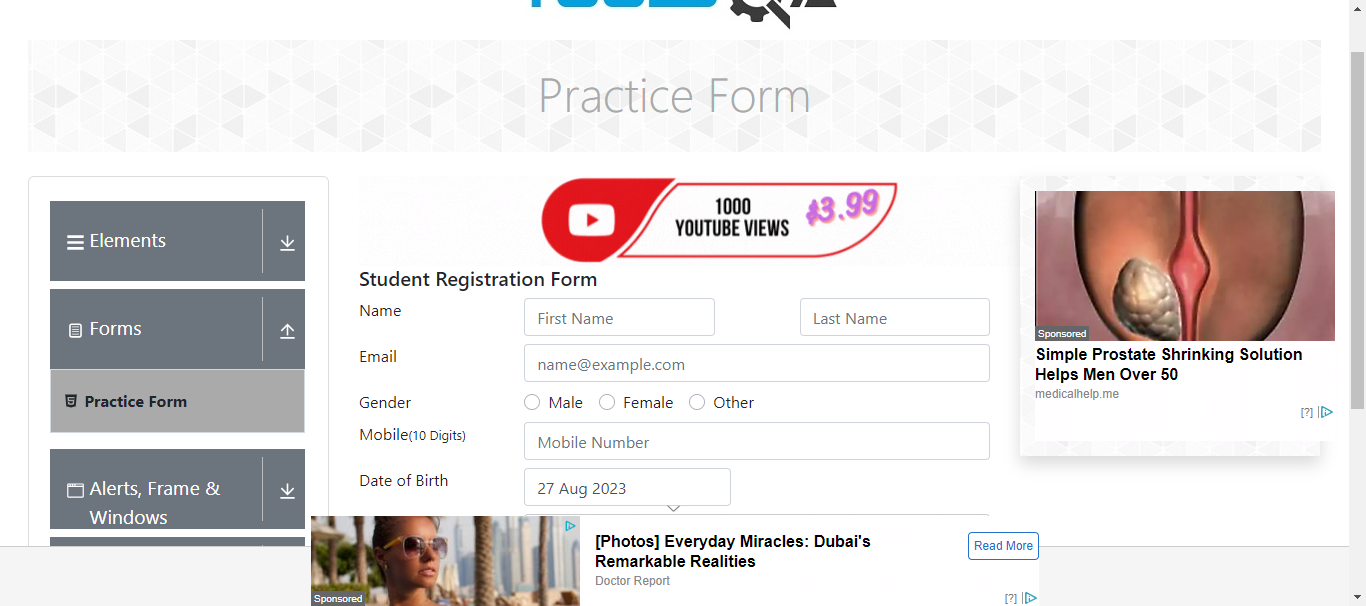 Practice Form
Elements
Forms
Practice Form
Alerts, Frame &
Windows
1000
YOUTUBE VIEWS
$3.99
Student Registration Form
Name
First Name
Last Name
Email
name@example.com
Gender
Male
Female
Other
Mobile(10 Digits)
Mobile Number
Date of Birth
27 Aug 2023
Sponsored
Simple Prostate Shrinking Solution
Helps Men Over 50
medicalhelp.me
[?]
Sponsored
[Photos] Everyday Miracles: Dubai's
Remarkable Realities
Doctor Report
Read More
[?]